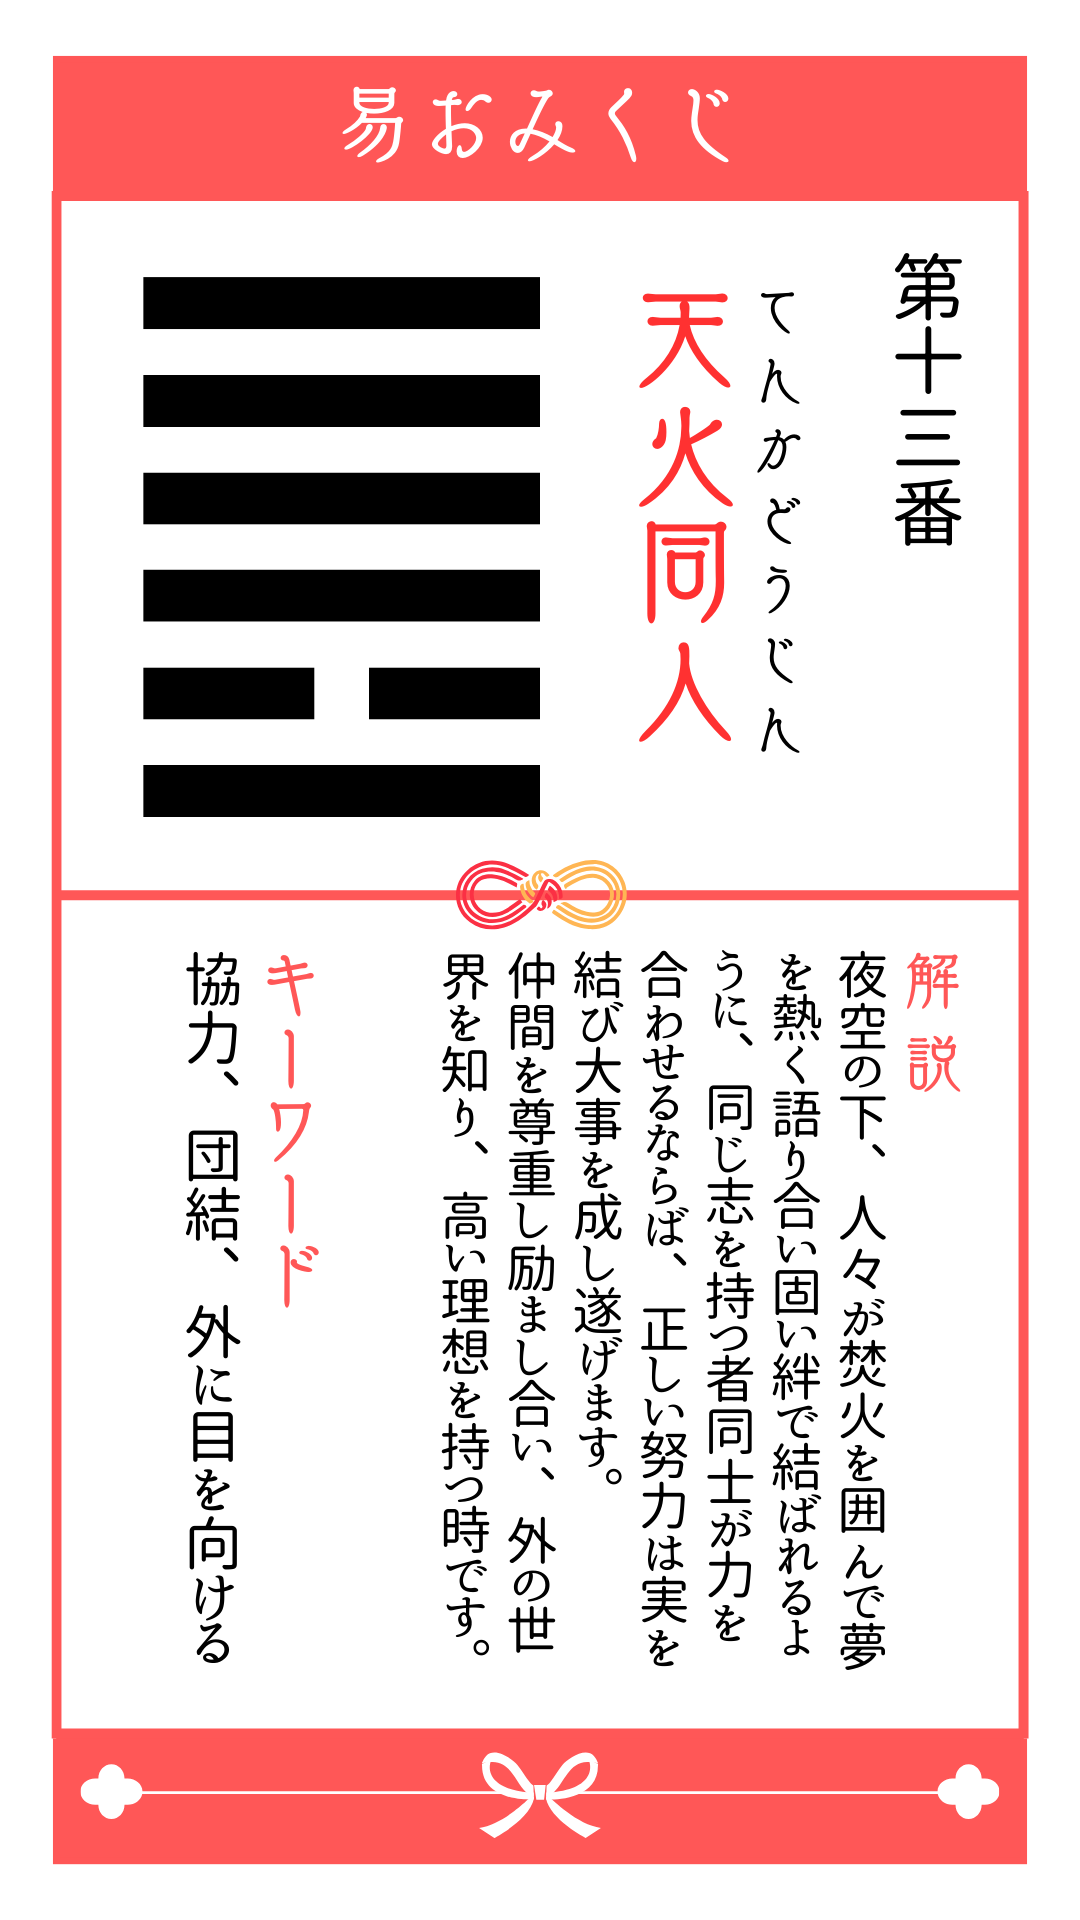 易おみくじ
第十三番
てんかどうじん
天火同人
解説
夜空の下、人々が焚火を囲んで夢
を熱く語り合い固い絆で結ばれるよ
うに、同じ志を持つ者同士が力を
合わせるならば、正しい努力は実を
結び大事を成し遂げます。
仲間を尊重し励まし合い、外の世
界を知り、高い理想を持つ時です。
キーワード
協力、団結、外に目を向ける